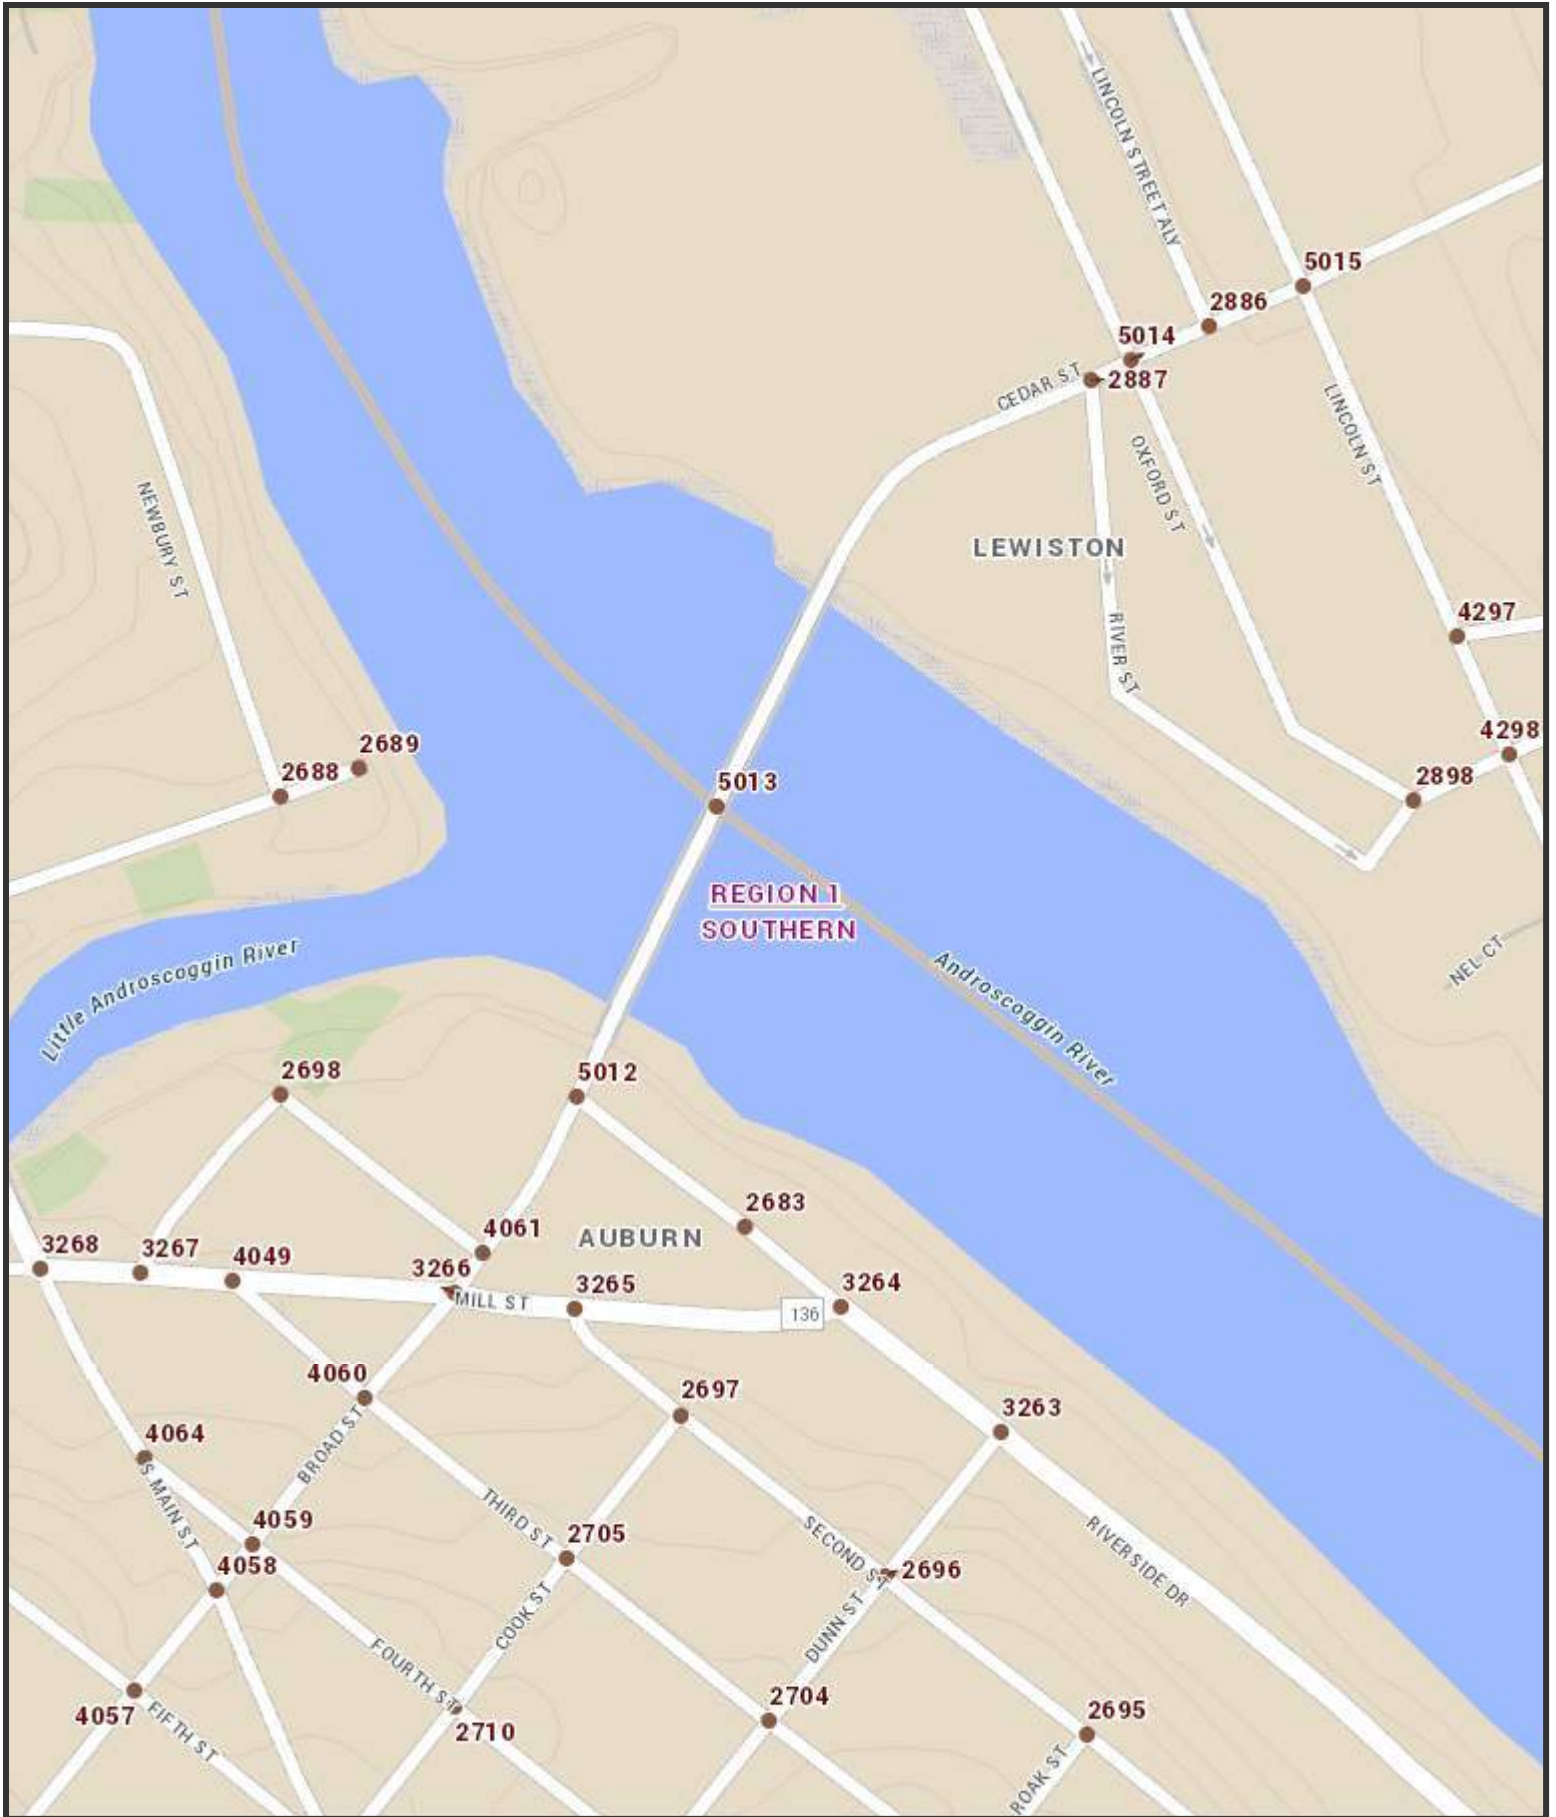 LINCOLN STREET ALY
5015
2886
5014
2887
CEDAR ST
LINCOLN ST
OXFORD ST
NEWBURY ST
LEWISTON
4297
RIVER ST
4298
2689
2688
2898
5013
REGION 1
SOUTHERN
Little Androscoggin River
Androscoggin River
NEL CT
2698
5012
2683
4061
AUBURN
3268
3267
4049
3266
3265
3264
MILL ST
136
4060
2697
3263
4064
BROAD ST
S MAIN ST
4059
THIRD ST
2705
SECOND ST
2696
RIVERSIDE DR
4058
COOK ST
DUNN ST
FOURTH ST
4057
FIFTH ST
2710
2704
2695
ROAK ST